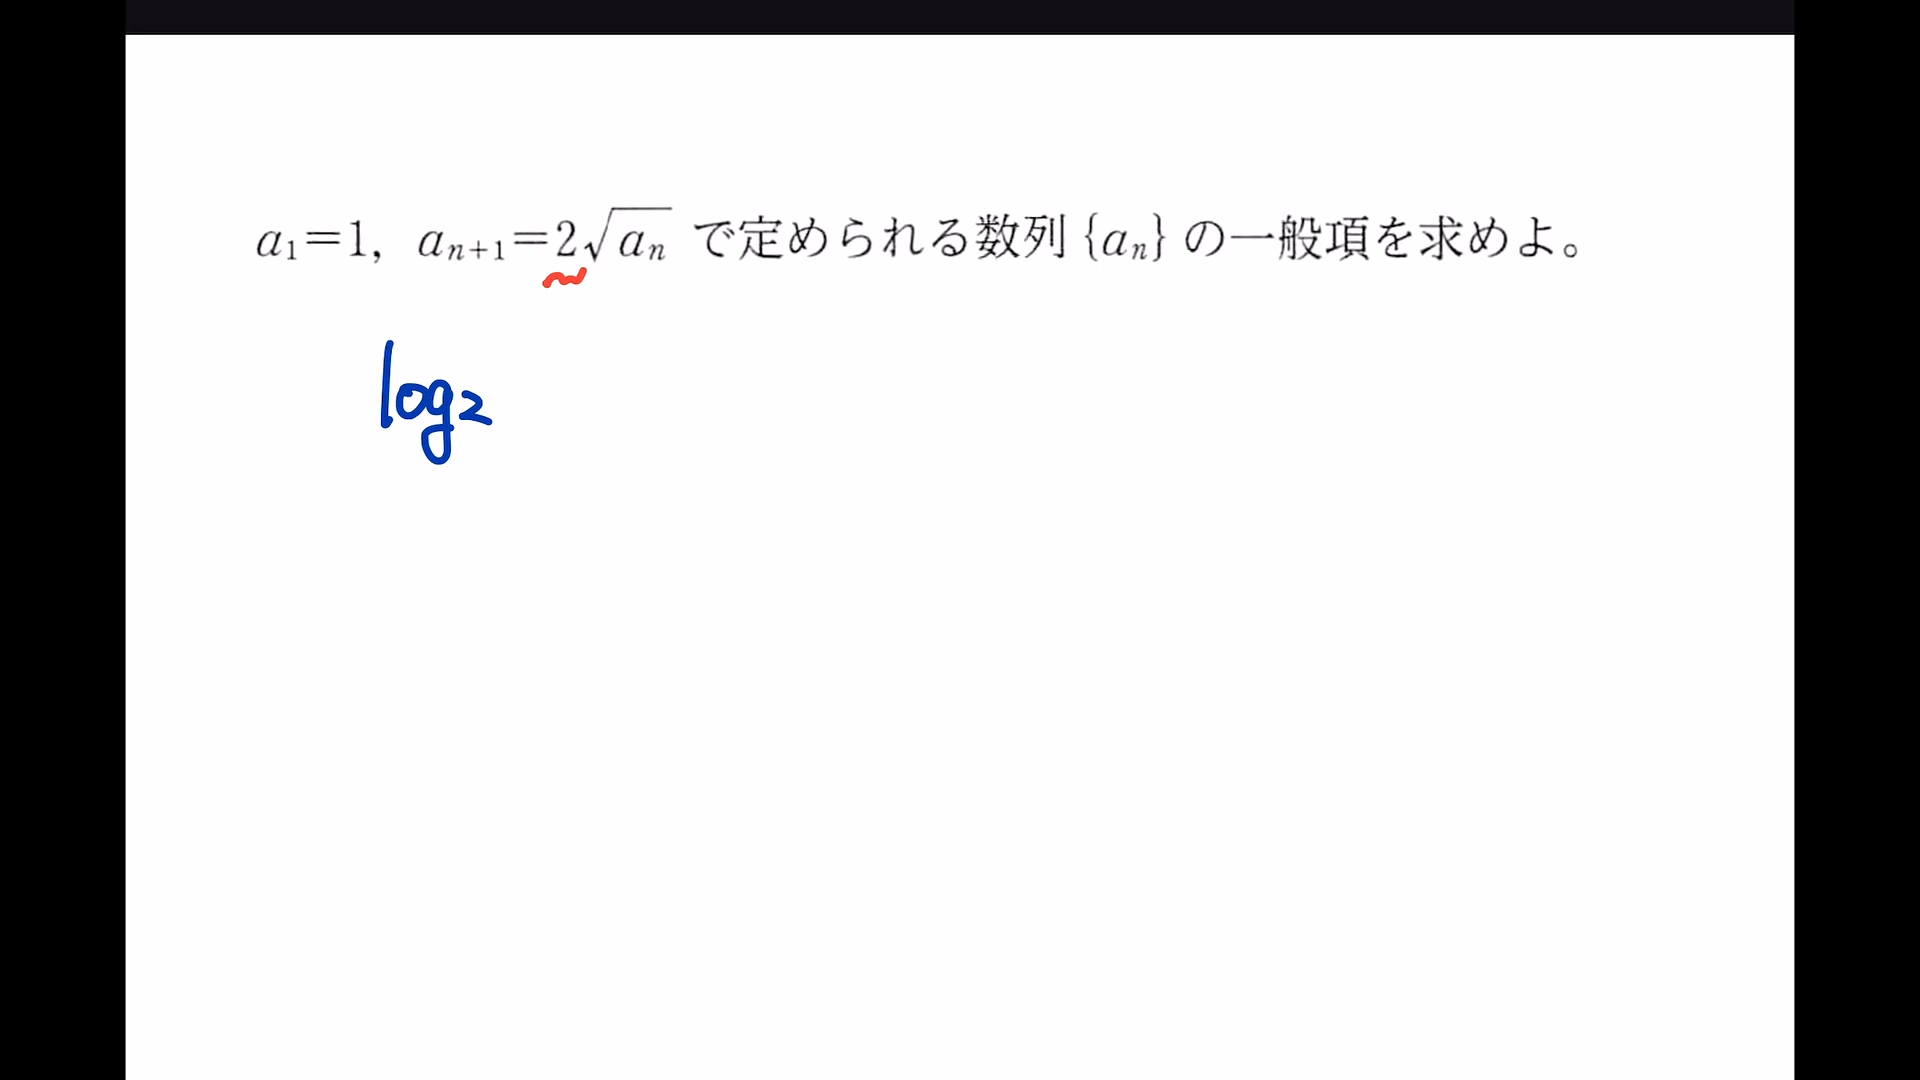 a₁=1, aₙ₊₁=2√aₙ で定められる数列 {aₙ} の一般項を求めよ。
log₂